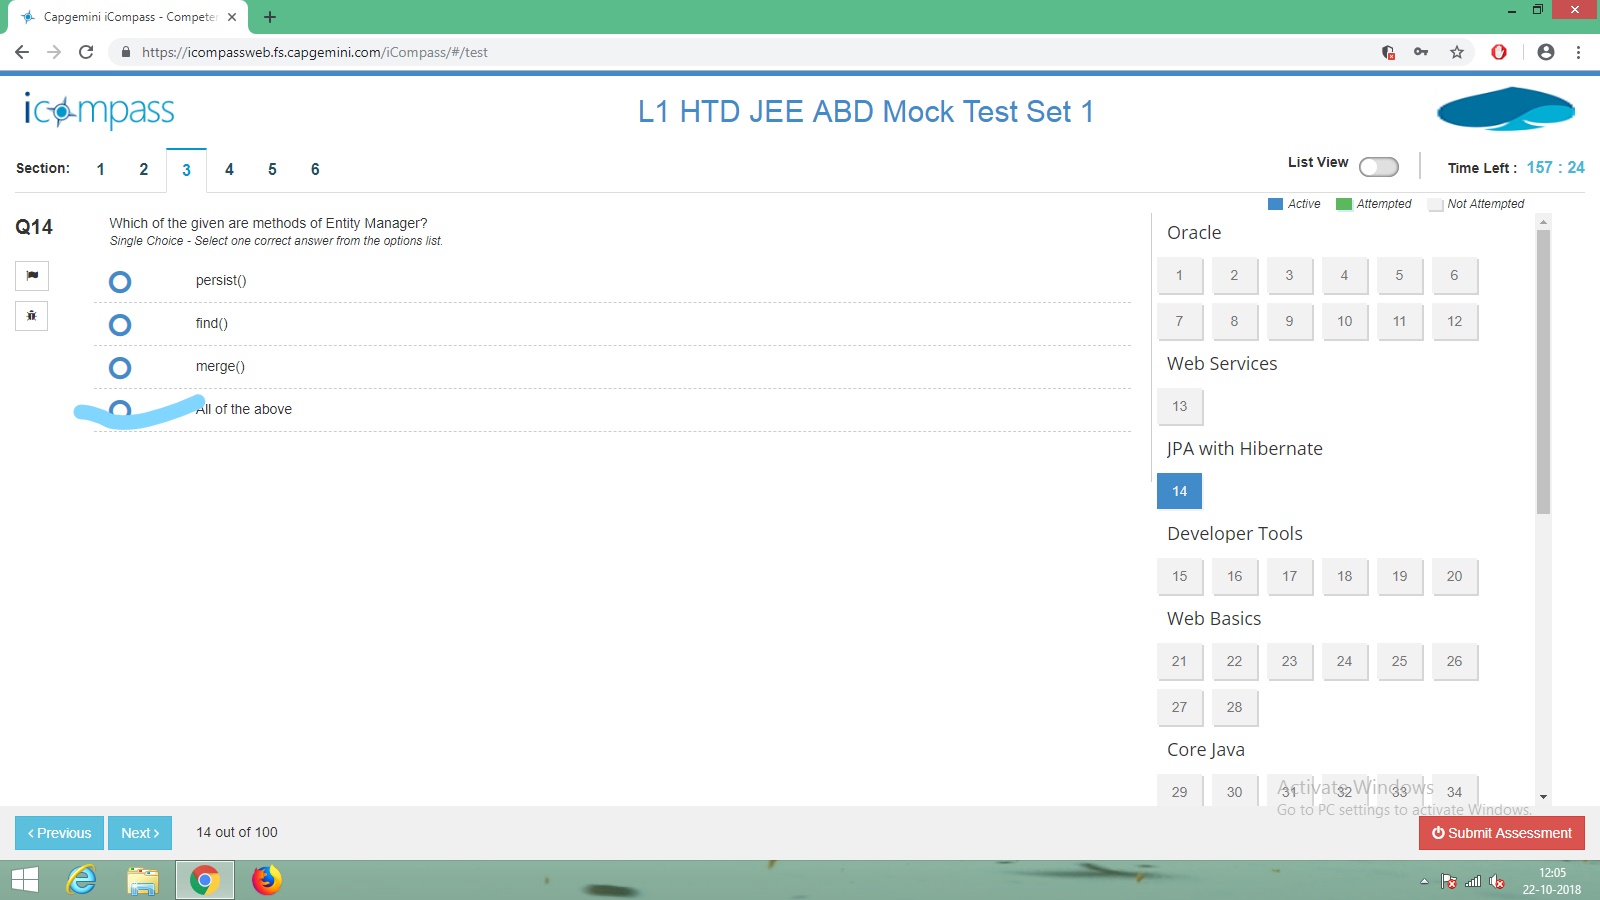 Capgemini iCompass - Competen
https://icompassweb.fs.capgemini.com/iCompass/#/test
icompass
L1 HTD JEE ABD Mock Test Set 1
Section: 1 2 3 4 5 6
List View
Time Left : 157 : 24
Active Attempted Not Attempted
Q14
Which of the given are methods of Entity Manager?
Single Choice - Select one correct answer from the options list.
persist()
find()
merge()
All of the above
Oracle
1 2 3 4 5 6
7 8 9 10 11 12
Web Services
13
JPA with Hibernate
14
Developer Tools
15 16 17 18 19 20
Web Basics
21 22 23 24 25 26
27 28
Core Java
29 30 31 32 33 34
Activate Windows
Go to PC settings to activate Windows.
Previous Next 14 out of 100
Submit Assessment
12:05
22-10-2018